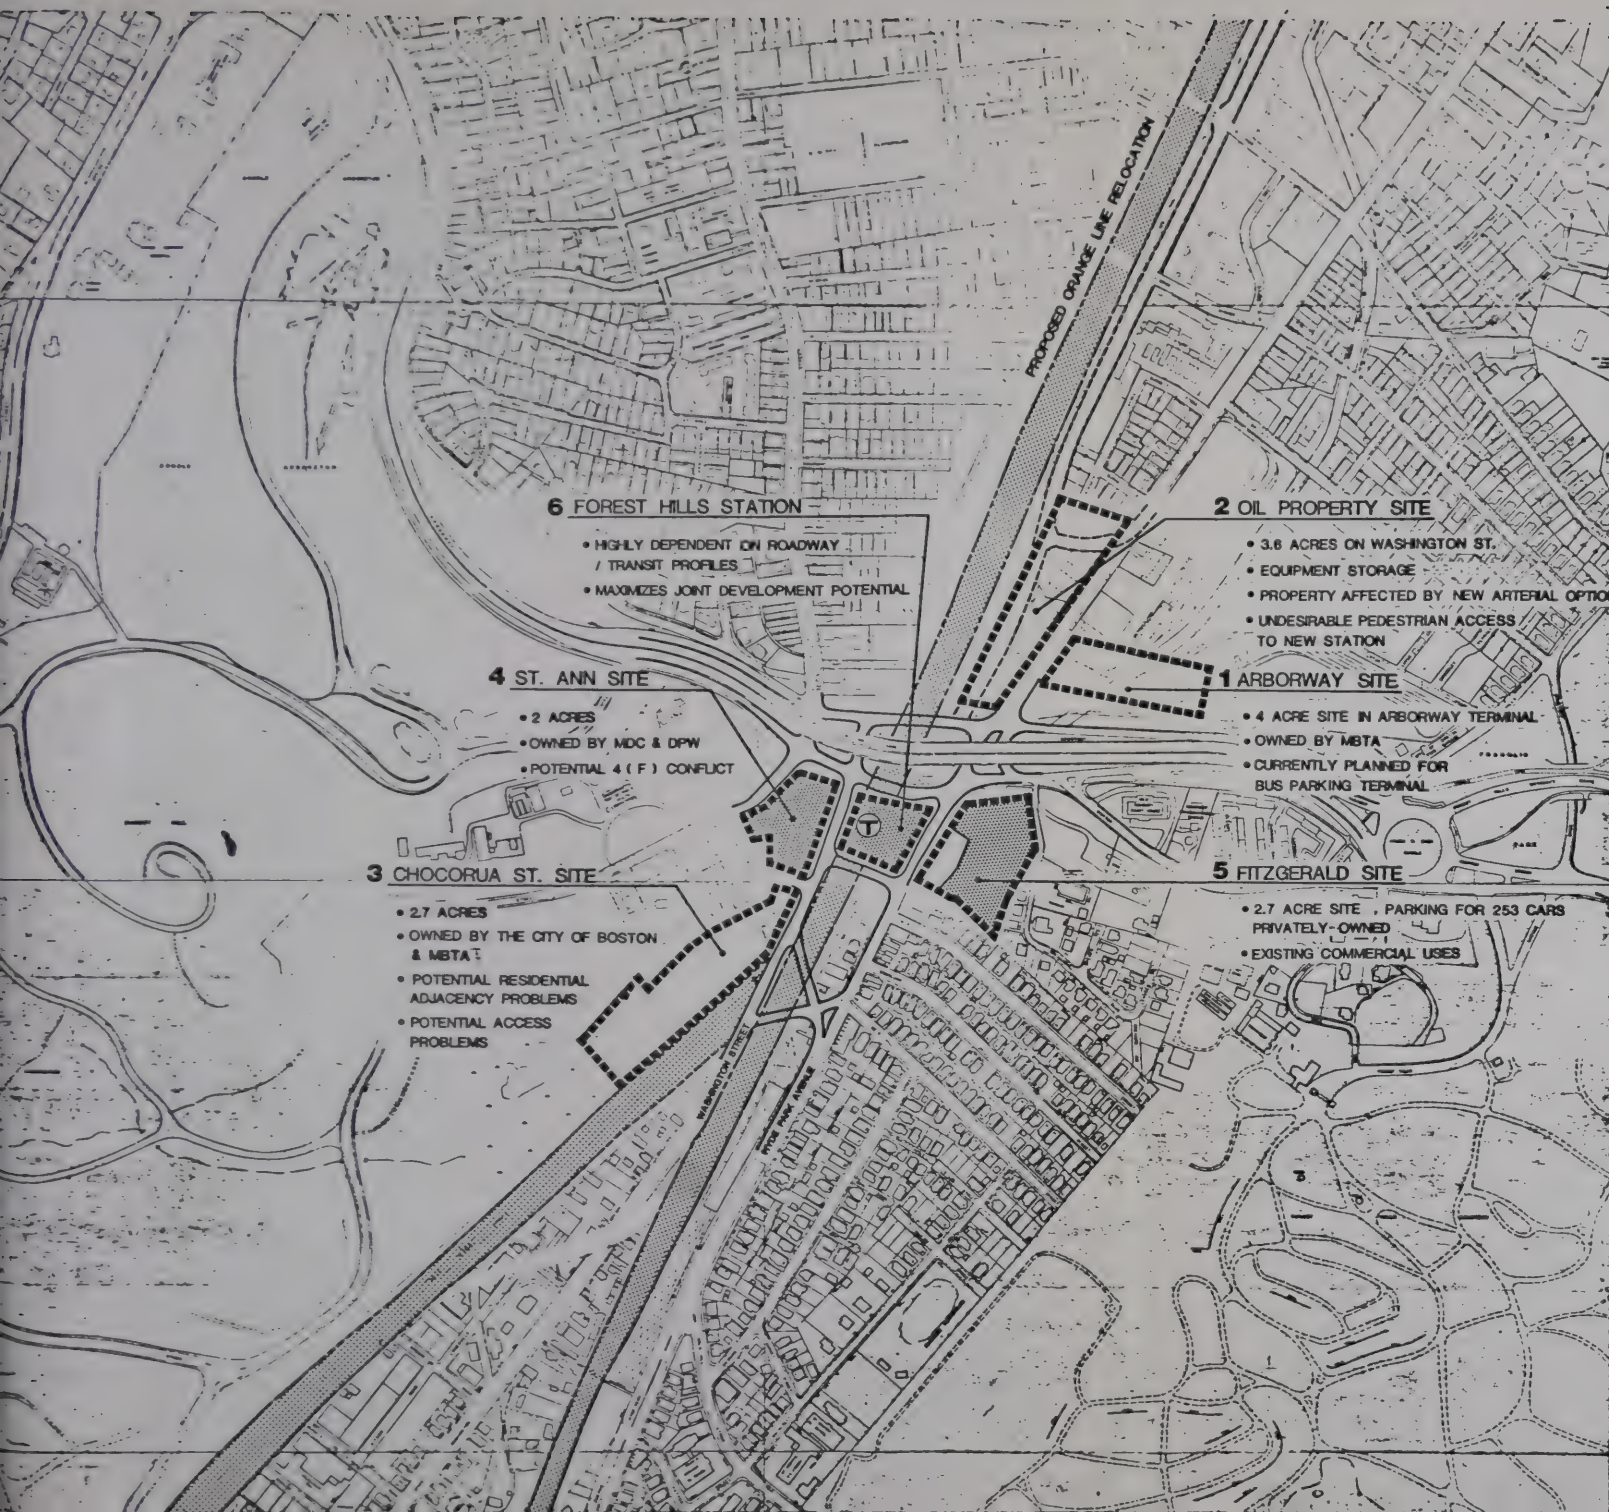 PROPOSED ORANGE LINE RELOCATION
6 FOREST HILLS STATION
• HIGHLY DEPENDENT ON ROADWAY
/ TRANSIT PROFILES
• MAXIMIZES JOINT DEVELOPMENT POTENTIAL
2 OIL PROPERTY SITE
• 3.6 ACRES ON WASHINGTON ST.
• EQUIPMENT STORAGE
• PROPERTY AFFECTED BY NEW ARTERIAL OPTIO
• UNDESIRABLE PEDESTRIAN ACCESS
TO NEW STATION
4 ST. ANN SITE
• 2 ACRES
• OWNED BY MDC & DPW
• POTENTIAL 4 ( F ) CONFLICT
1 ARBORWAY SITE
• 4 ACRE SITE IN ARBORWAY TERMINAL
• OWNED BY MBTA
• CURRENTLY PLANNED FOR
BUS PARKING TERMINAL
T
PARK
3 CHOCORUA ST. SITE
• 2.7 ACRES
• OWNED BY THE CITY OF BOSTON
& MBTA
• POTENTIAL RESIDENTIAL
ADJACENCY PROBLEMS
• POTENTIAL ACCESS
PROBLEMS
5 FITZGERALD SITE
• 2.7 ACRE SITE , PARKING FOR 253 CARS
PRIVATELY-OWNED
• EXISTING COMMERCIAL USES
WASHINGTON STREET
HYDE PARK AVENUE